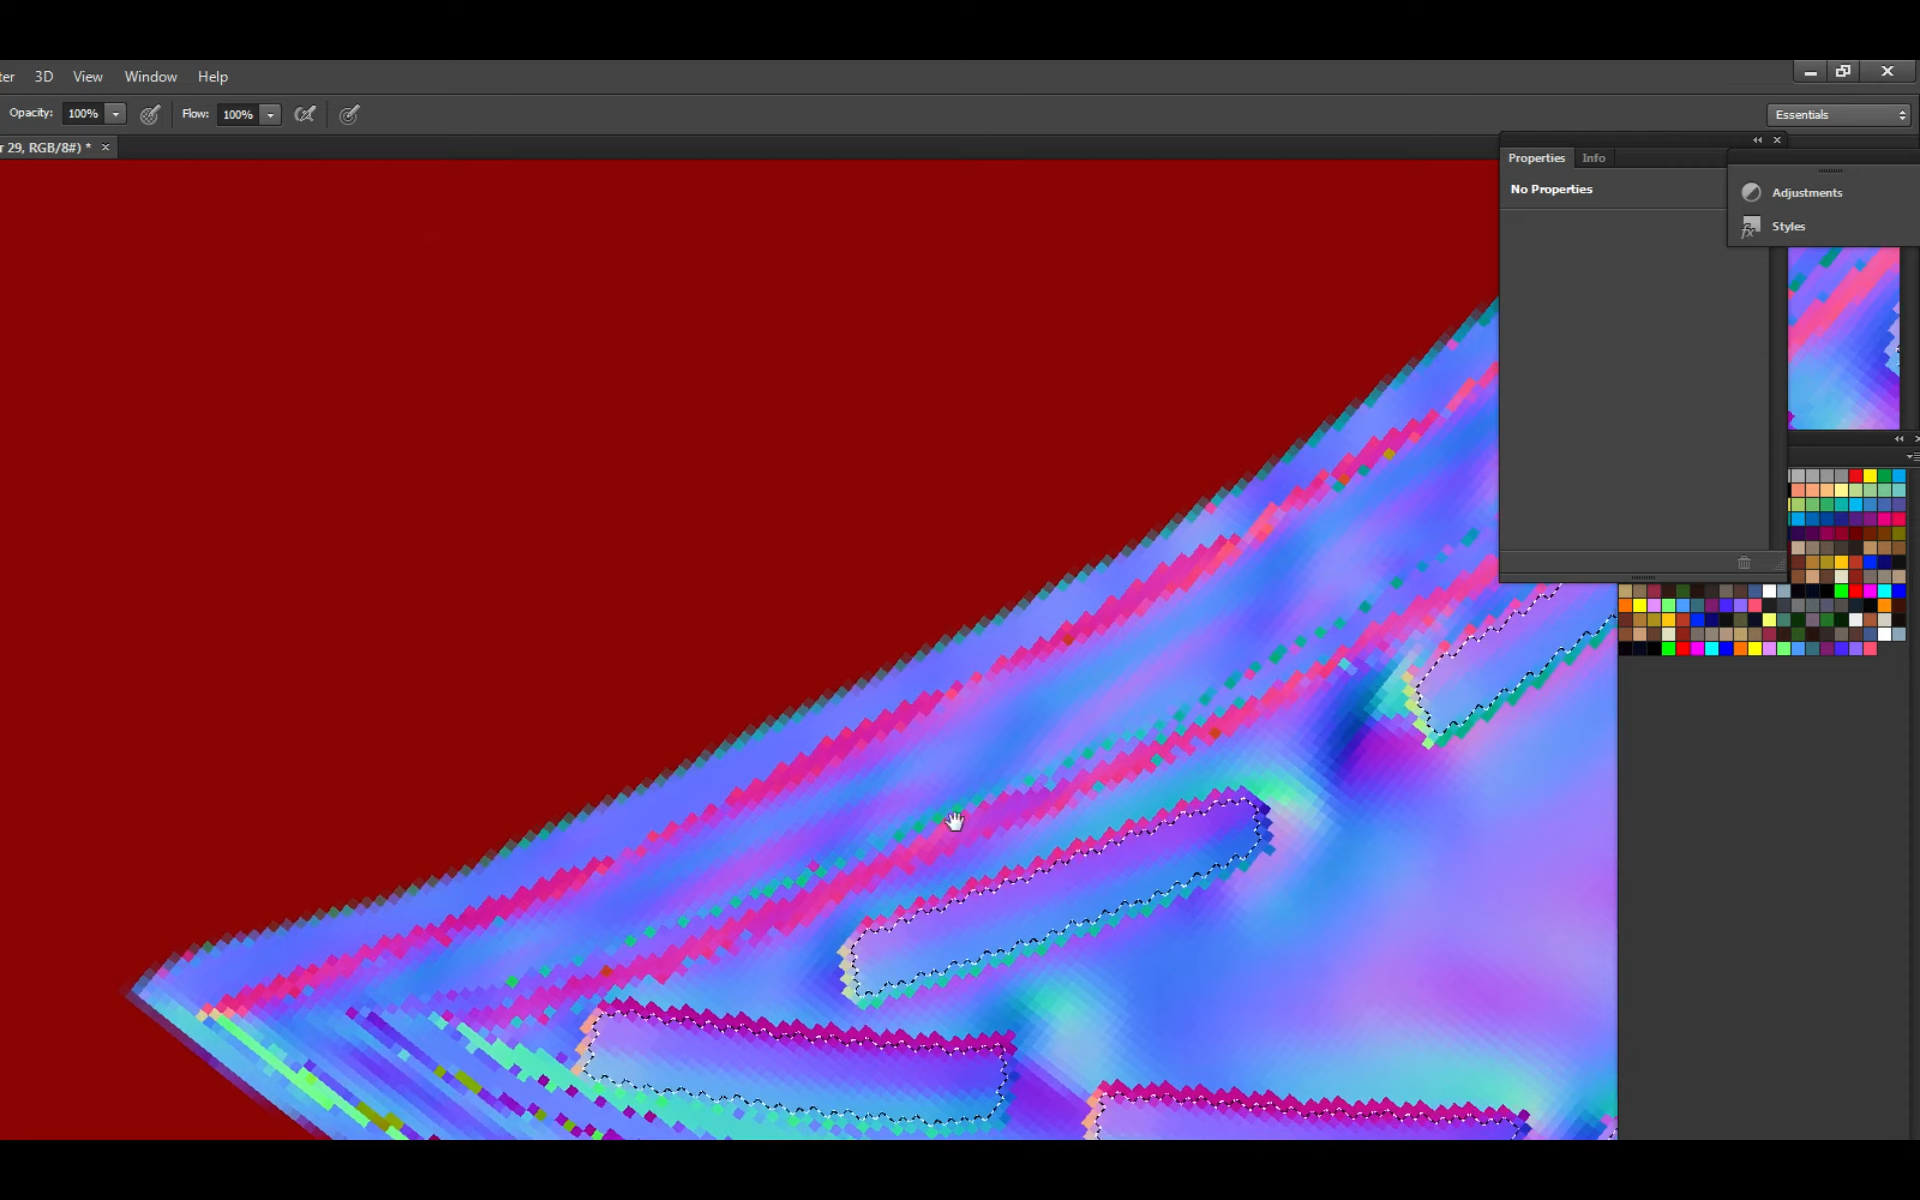 ter 3D View Window Help
Opacity: 100% Flow: 100% Essentials
r 29, RGB/8#) * ×
Properties Info
No Properties
Adjustments
fx Styles